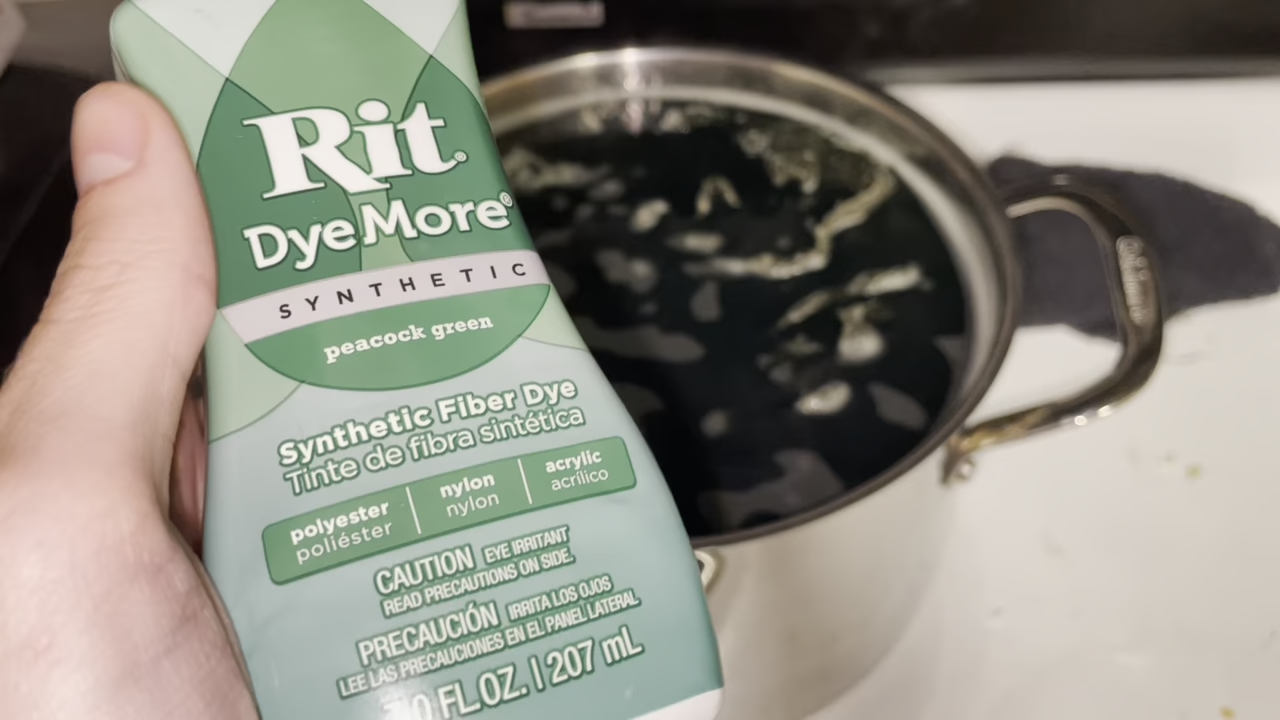 Rit®
DyeMore®
SYNTHETIC
peacock green
Synthetic Fiber Dye
Tinte de fibra sintética
polyester | nylon | acrylic
poliéster | nylon | acrílico
CAUTION EYE IRRITANT
READ PRECAUTIONS ON SIDE.
PRECAUCIÓN IRRITA LOS OJOS
LEE LAS PRECAUCIONES EN EL PANEL LATERAL
FL.OZ. | 207 mL